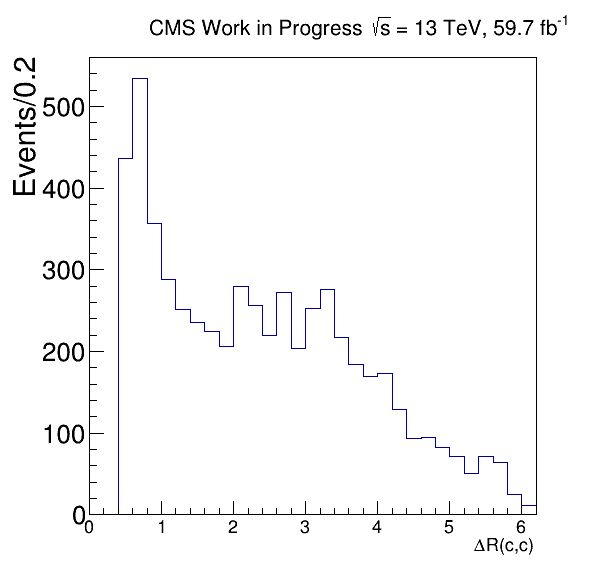 CMS Work in Progress √s = 13 TeV, 59.7 fb⁻¹
Events/0.2
500
400
300
200
100
0
0 1 2 3 4 5 6
ΔR(c,c)